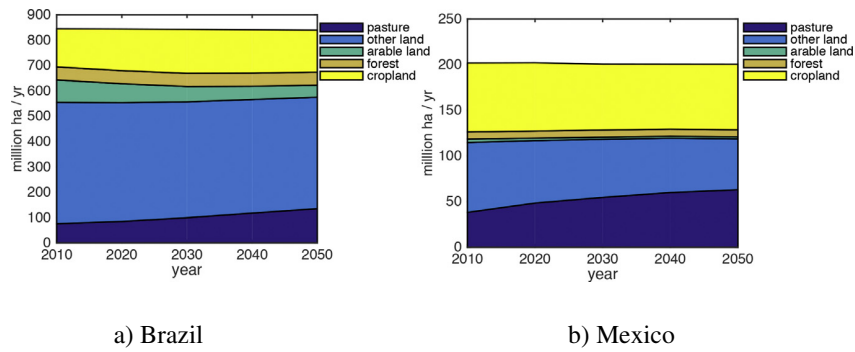 900
800
700
600
500
400
300
200
100
0
milllion ha / yr
2010 2020 2030 2040 2050
year
pasture
other land
arable land
forest
cropland
250
200
150
100
50
0
milllion ha / yr
2010 2020 2030 2040 2050
year
pasture
other land
arable land
forest
cropland
a) Brazil
b) Mexico